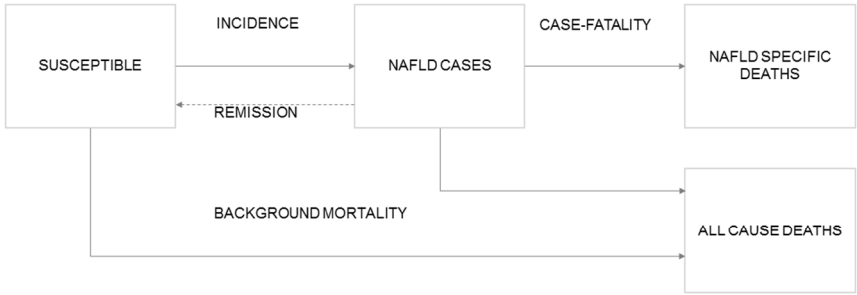 INCIDENCE
CASE-FATALITY
SUSCEPTIBLE
NAFLD CASES
NAFLD SPECIFIC
DEATHS
REMISSION
BACKGROUND MORTALITY
ALL CAUSE DEATHS